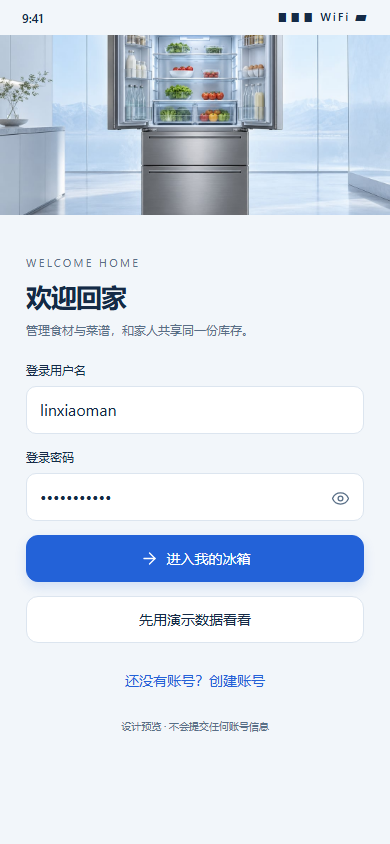 9:41
WiFi
WELCOME HOME
欢迎回家
管理食材与菜谱，和家人共享同一份库存。
登录用户名
linxiaoman
登录密码
•••••••••••
进入我的冰箱
先用演示数据看看
还没有账号？创建账号
设计预览 · 不会提交任何账号信息